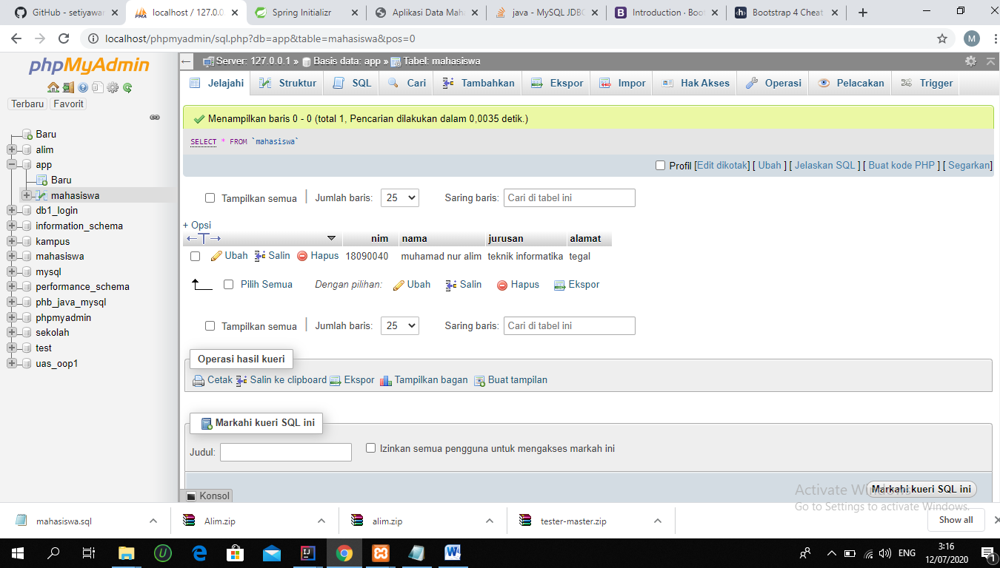 GitHub - setiyawan
localhost / 127.0.0
Spring Initializr
Aplikasi Data Mah
java - MySQL JDBC
Introduction · Boo
Bootstrap 4 Cheat
localhost/phpmyadmin/sql.php?db=app&table=mahasiswa&pos=0
M
phpMyAdmin
Terbaru Favorit
Baru
alim
app
Baru
mahasiswa
db1_login
information_schema
kampus
mahasiswa
mysql
performance_schema
phb_java_mysql
phpmyadmin
sekolah
test
uas_oop1
Server: 127.0.0.1 » Basis data: app » Tabel: mahasiswa
Jelajahi Struktur SQL Cari Tambahkan Ekspor Impor Hak Akses Operasi Pelacakan Trigger
Menampilkan baris 0 - 0 (total 1, Pencarian dilakukan dalam 0,0035 detik.)
SELECT * FROM `mahasiswa`
Profil [Edit dikotak] [ Ubah ] [ Jelaskan SQL ] [ Buat kode PHP ] [ Segarkan]
Tampilkan semua | Jumlah baris: 25 Saring baris: Cari di tabel ini
+ Opsi
←T→ nim nama jurusan alamat
Ubah Salin Hapus 18090040 muhamad nur alim teknik informatika tegal
Pilih Semua Dengan pilihan: Ubah Salin Hapus Ekspor
Tampilkan semua | Jumlah baris: 25 Saring baris: Cari di tabel ini
Operasi hasil kueri
Cetak Salin ke clipboard Ekspor Tampilkan bagan Buat tampilan
Markahi kueri SQL ini
Judul: Izinkan semua pengguna untuk mengakses markah ini
Markahi kueri SQL ini
Konsol
Activate Windows
Go to Settings to activate Windows.
mahasiswa.sql
Alim.zip
alim.zip
tester-master.zip
Show all
ENG
3:16
12/07/2020
1